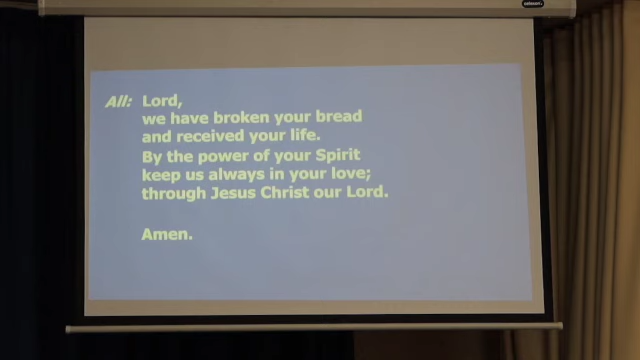 All: Lord,
we have broken your bread
and received your life.
By the power of your Spirit
keep us always in your love;
through Jesus Christ our Lord.
Amen.